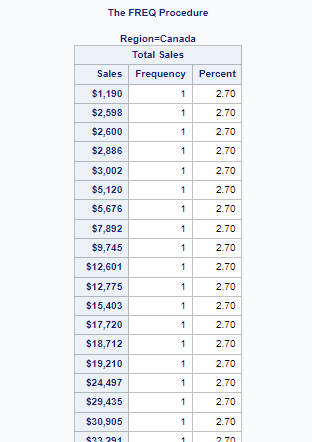 The FREQ Procedure
Region=Canada
Total Sales
Sales Frequency Percent
$1,190 1 2.70
$2,598 1 2.70
$2,600 1 2.70
$2,886 1 2.70
$3,002 1 2.70
$5,120 1 2.70
$5,676 1 2.70
$7,892 1 2.70
$9,745 1 2.70
$12,601 1 2.70
$12,775 1 2.70
$15,403 1 2.70
$17,720 1 2.70
$18,712 1 2.70
$19,210 1 2.70
$24,497 1 2.70
$29,435 1 2.70
$30,905 1 2.70
$33,291 1 2.70